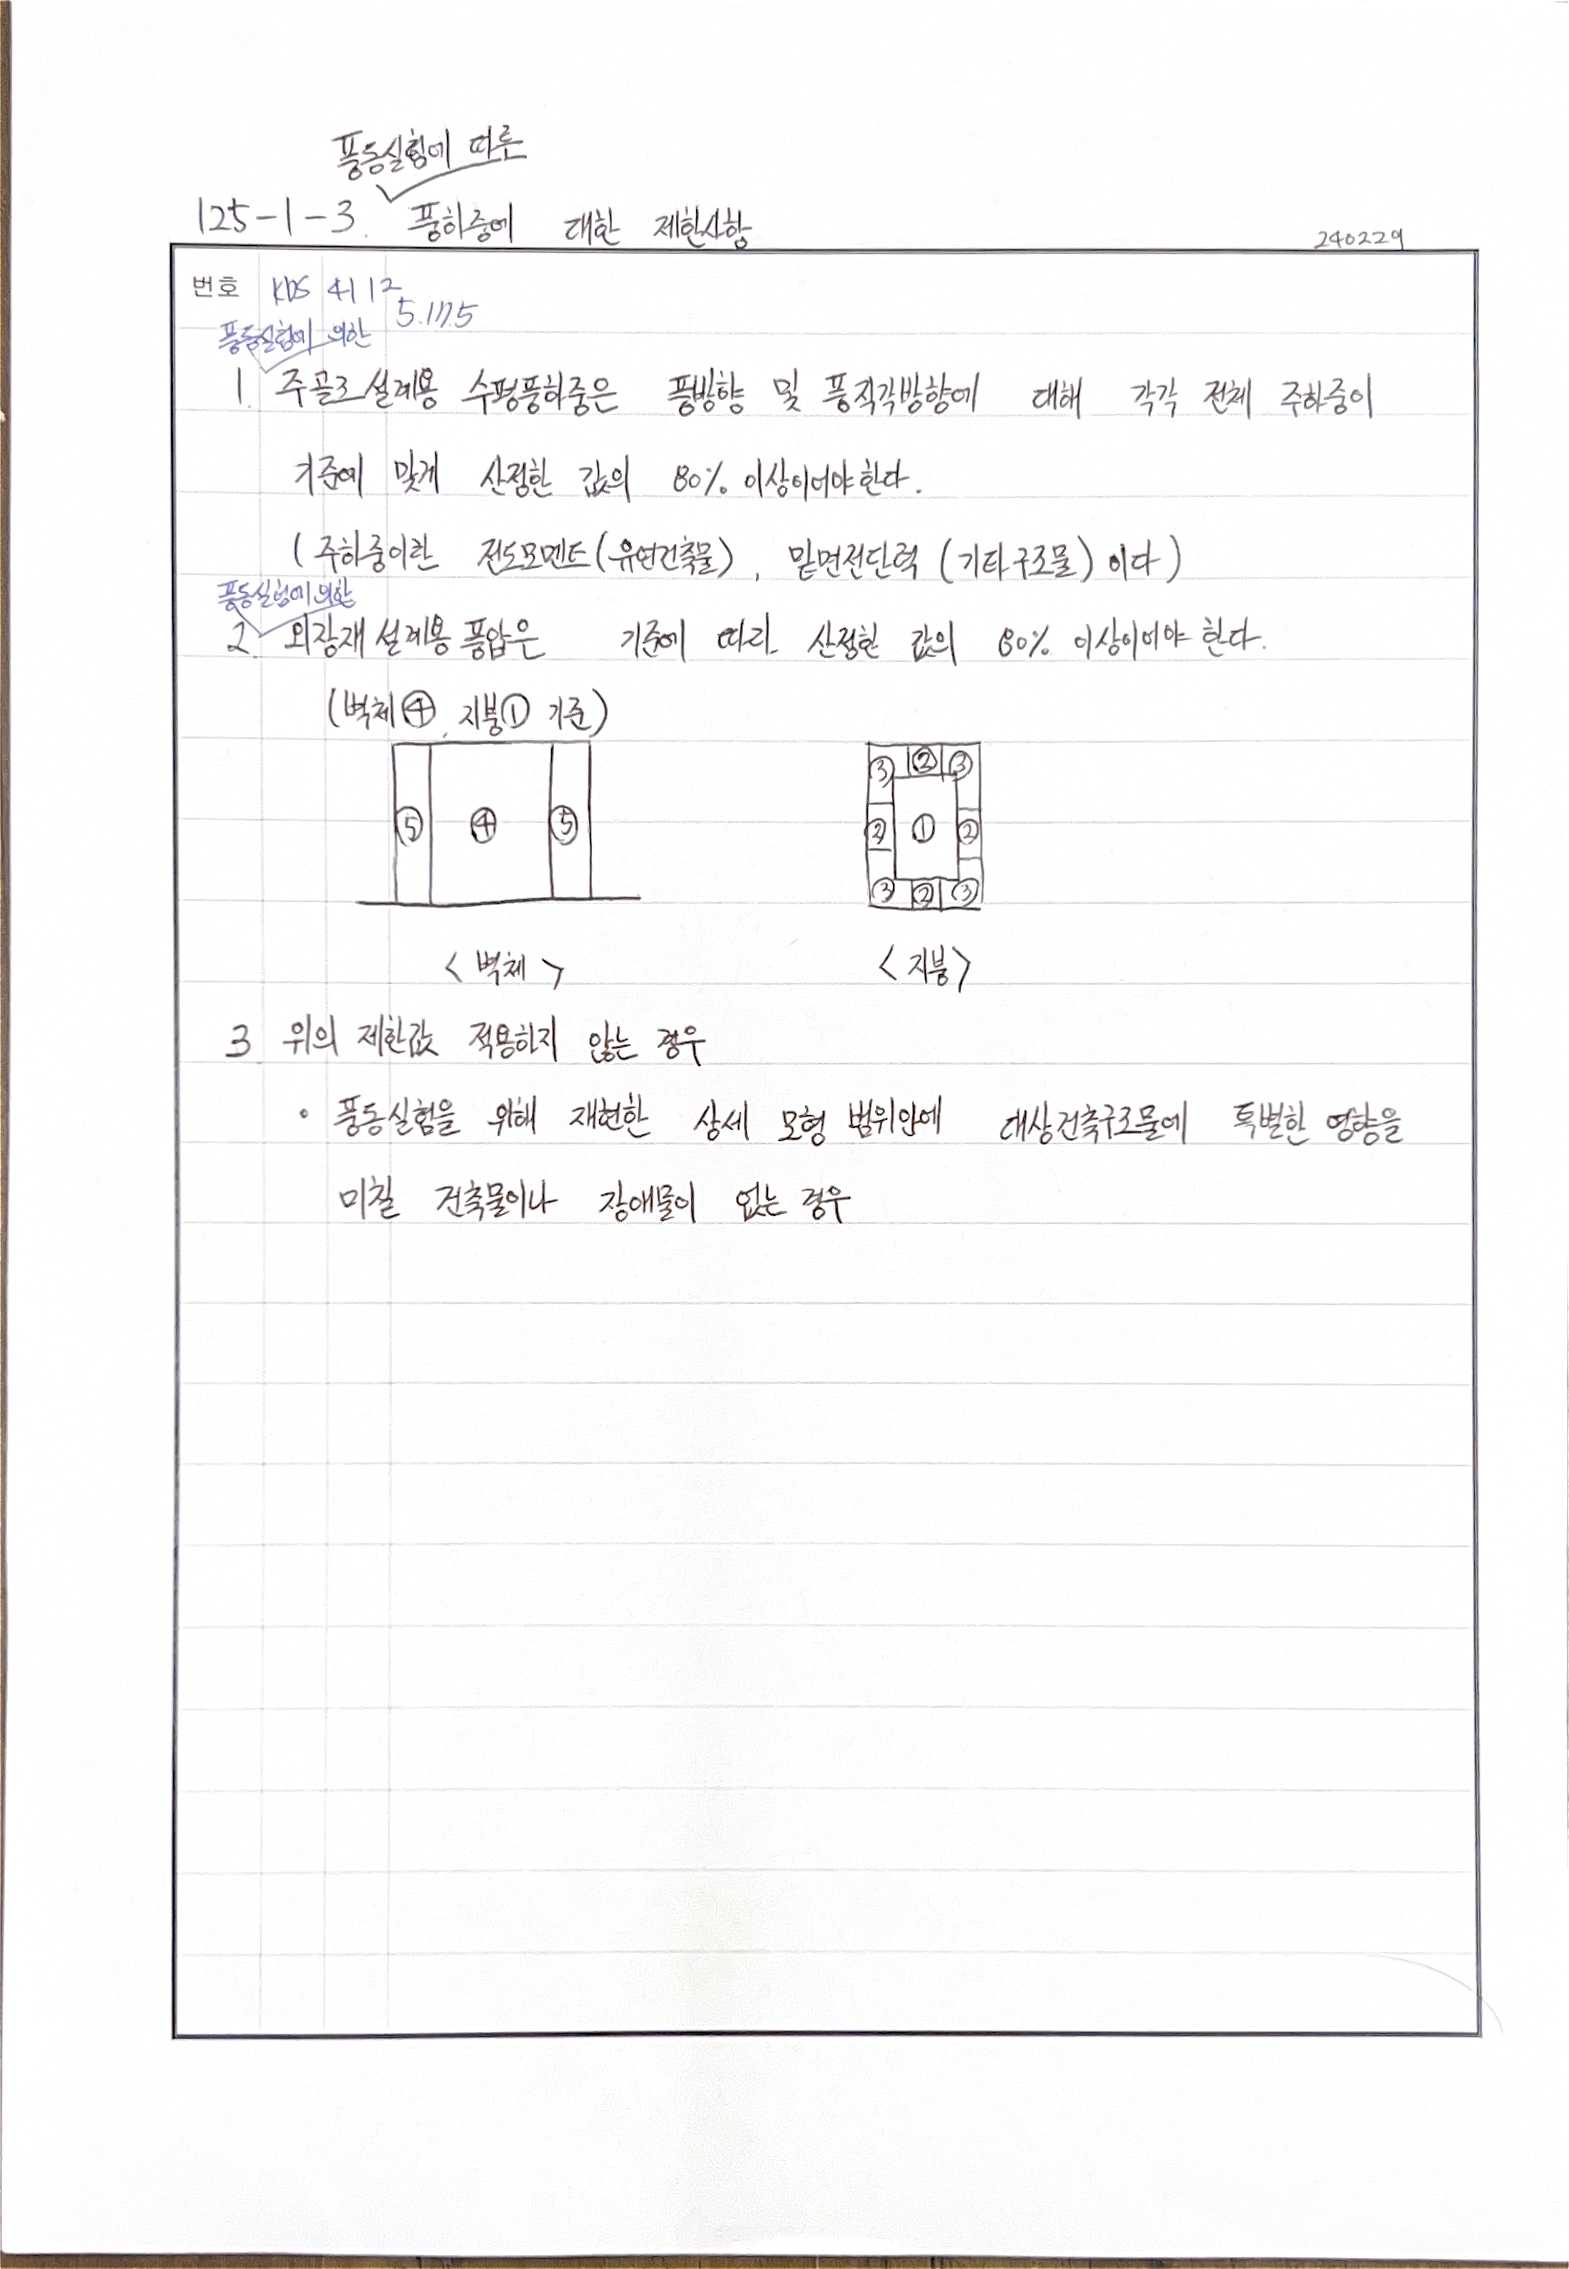 풍동실험에 따른
125-1-3. 풍하중에 대한 제한사항
240229
번호 KDS 41 12
5.17.5
풍동실험에 의한
1. 주골조설계용 수평풍하중은 풍방향 및 풍직각방향에 대해 각각 전체 주하중이
기준에 맞게 산정한 값의 80% 이상이어야한다.
(주하중이란 전도모멘트(유연건축물), 밑면전단력 (기타구조물) 이다)
풍동실험에 의한
2. 외장재설계용풍압은 기준에 따라 산정한 값의 80% 이상이어야 한다.
(벽체④, 지붕① 기준)
③ ② ③
⑤ ④ ⑤ ② ① ②
③ ② ③
<벽체> <지붕>
3 위의 제한값 적용하지 않는 경우
• 풍동실험을 위해 재현한 상세 모형 범위안에 대상건축구조물에 특별한 영향을
미칠 건축물이나 장애물이 없는 경우